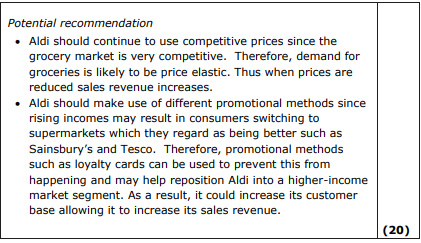 Potential recommendation
• Aldi should continue to use competitive prices since the
grocery market is very competitive.  Therefore, demand for
groceries is likely to be price elastic. Thus when prices are
reduced sales revenue increases.
• Aldi should make use of different promotional methods since
rising incomes may result in consumers switching to
supermarkets which they regard as being better such as
Sainsbury's and Tesco.  Therefore, promotional methods
such as loyalty cards can be used to prevent this from
happening and may help reposition Aldi into a higher-income
market segment. As a result, it could increase its customer
base allowing it to increase its sales revenue.
(20)